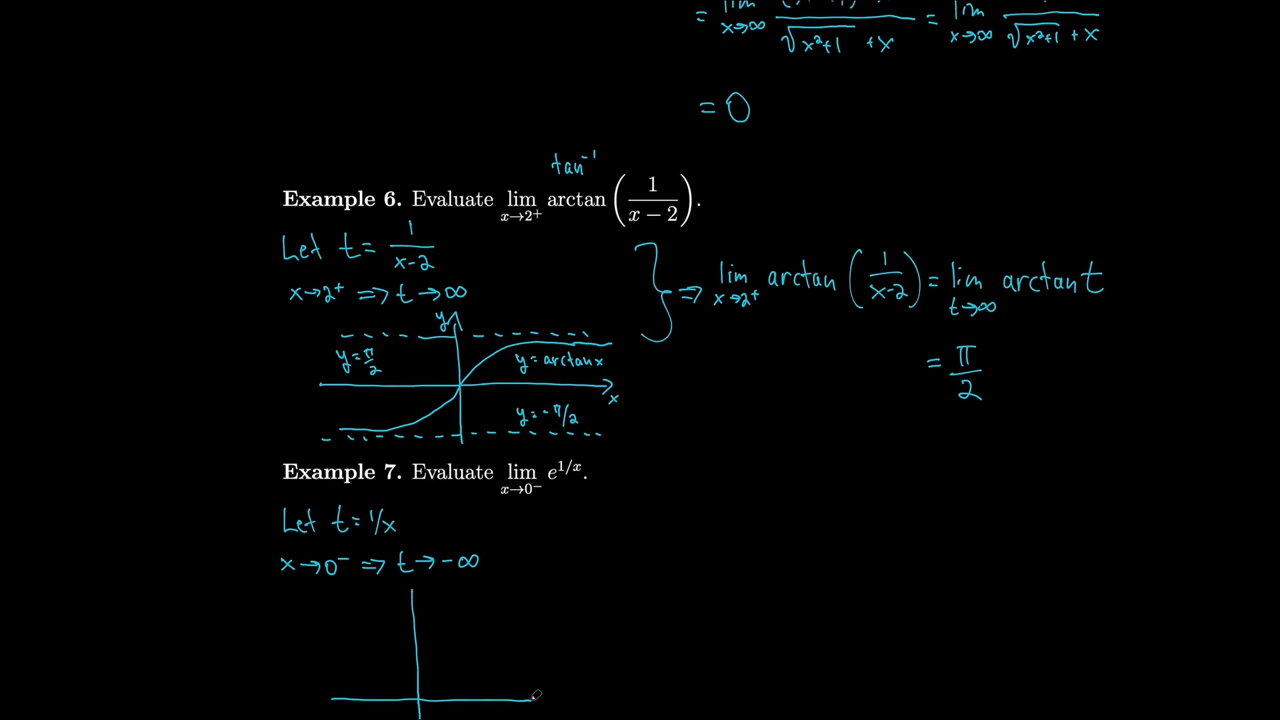 = lim x→∞ / √x²+1 + x = lim x→∞ / √x²+1 + x
= 0
tan⁻¹
Example 6. Evaluate lim x→2⁺ arctan (1/(x − 2)).
Let t = 1/(x-2)
x→2⁺ ⇒ t→∞
} ⇒ lim x→2⁺ arctan (1/(x-2)) = lim t→∞ arctan t
= π/2
y
y = π/2
y = arctan x
x
y = -π/2
Example 7. Evaluate lim x→0⁻ e^{1/x}.
Let t = 1/x
x→0⁻ ⇒ t→-∞